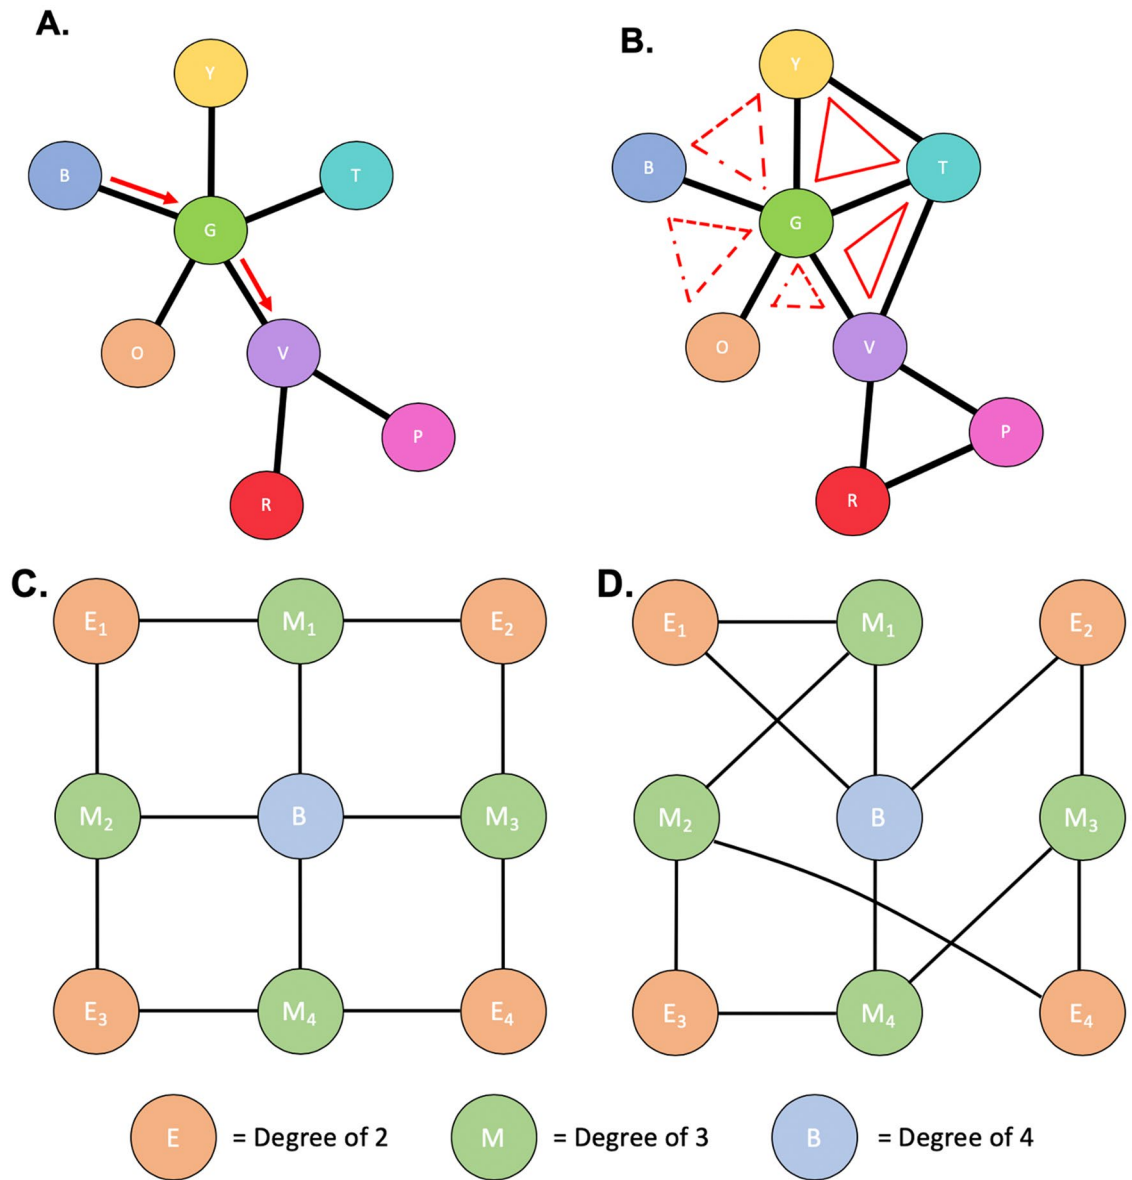 A.
B.
Y
Y
B
T
B
T
G
G
O
V
O
V
P
P
R
R
C.
D.
E1
M1
E2
E1
M1
E2
M2
B
M3
M2
B
M3
E3
M4
E4
E3
M4
E4
E = Degree of 2
M = Degree of 3
B = Degree of 4